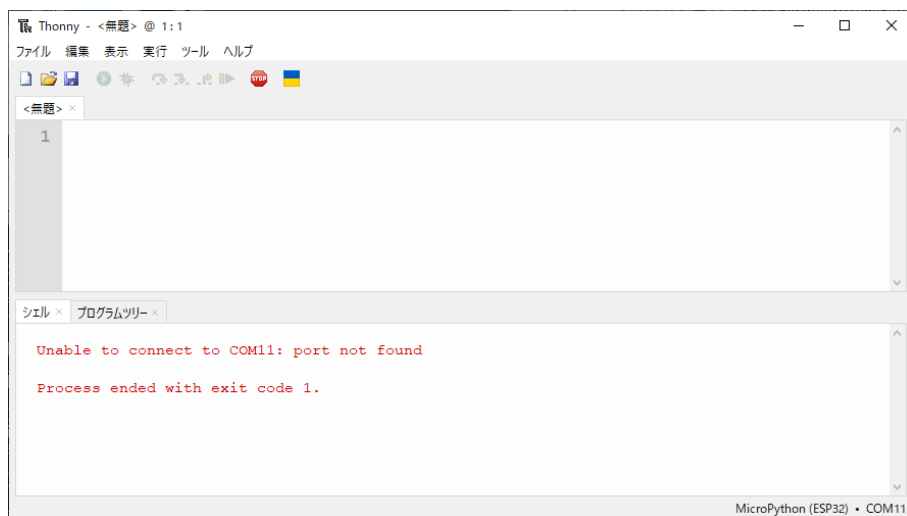 Thonny - <無題> @ 1:1
ファイル 編集 表示 実行 ツール ヘルプ
STOP
<無題> ×
1
シェル × プログラムツリー ×
Unable to connect to COM11: port not found
Process ended with exit code 1.
MicroPython (ESP32) • COM11